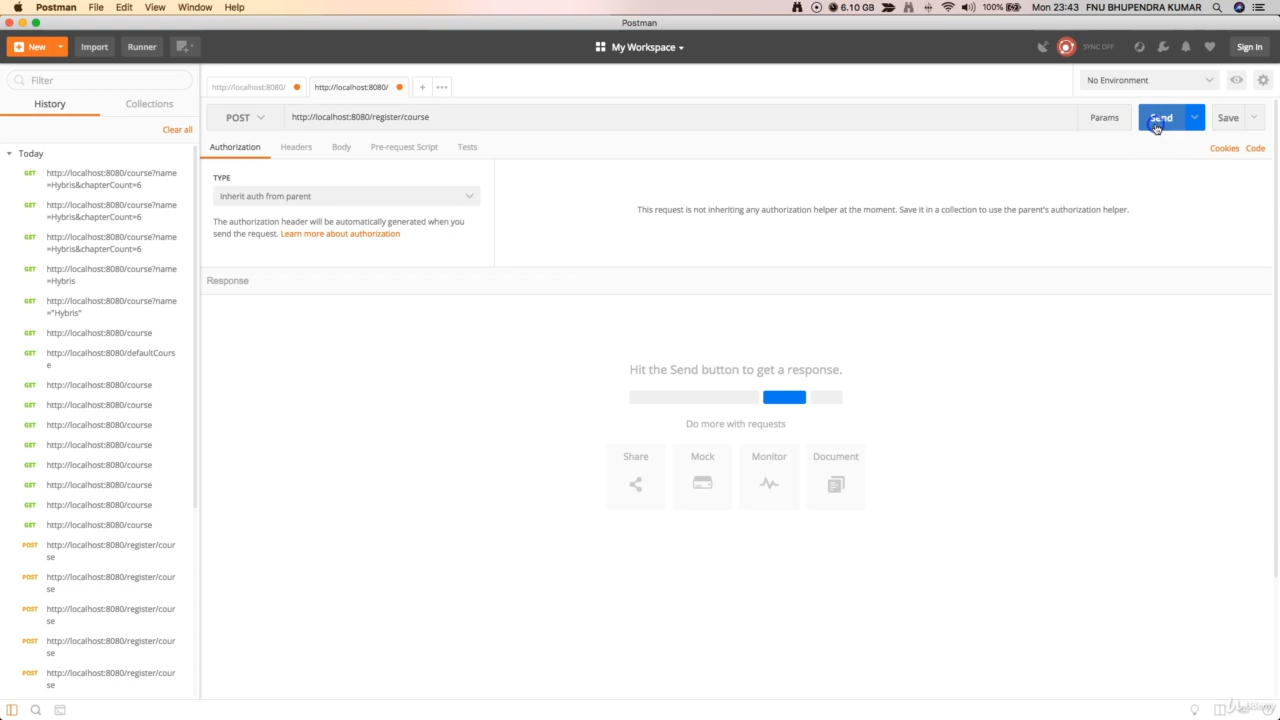 Postman File Edit View Window Help 6.10 GB 100% Mon 23:43 FNU BHUPENDRA KUMAR
Postman
New Import Runner My Workspace SYNC OFF Sign In
Filter
History Collections
Clear all
Today
GET http://localhost:8080/course?name
=Hybris&chapterCount=6
GET http://localhost:8080/course?name
=Hybris&chapterCount=6
GET http://localhost:8080/course?name
=Hybris&chapterCount=6
GET http://localhost:8080/course?name
=Hybris
GET http://localhost:8080/course?name
="Hybris"
GET http://localhost:8080/course
GET http://localhost:8080/defaultCours
e
GET http://localhost:8080/course
GET http://localhost:8080/course
GET http://localhost:8080/course
GET http://localhost:8080/course
GET http://localhost:8080/course
GET http://localhost:8080/course
GET http://localhost:8080/course
GET http://localhost:8080/course
POST http://localhost:8080/register/cour
se
POST http://localhost:8080/register/cour
se
POST http://localhost:8080/register/cour
se
POST http://localhost:8080/register/cour
se
POST http://localhost:8080/register/cour
se
http://localhost:8080/ http://localhost:8080/ + ••• No Environment
POST http://localhost:8080/register/course Params Send Save
Authorization Headers Body Pre-request Script Tests Cookies Code
TYPE
Inherit auth from parent
The authorization header will be automatically generated when you
send the request. Learn more about authorization
This request is not inheriting any authorization helper at the moment. Save it in a collection to use the parent's authorization helper.
Response
Hit the Send button to get a response.
Do more with requests
Share Mock Monitor Document
Udemy